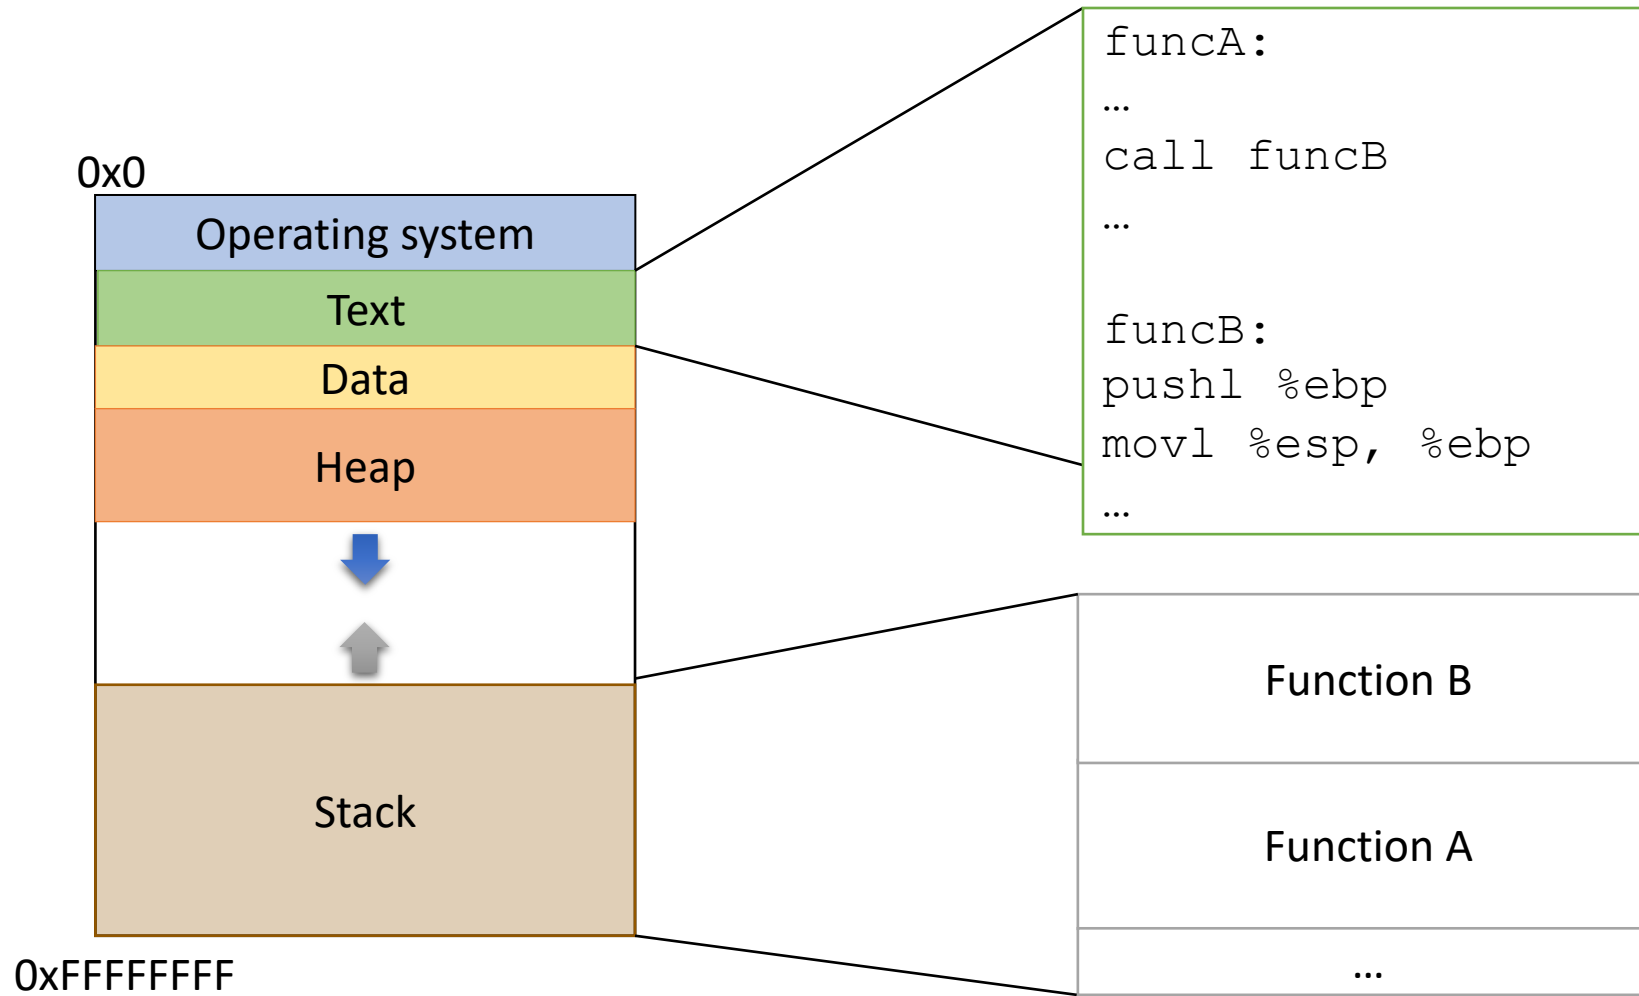 0x0
Operating system
Text
Data
Heap
Stack
0xFFFFFFFF
funcA:
…
call funcB
…
funcB:
pushl %ebp
movl %esp, %ebp
…
Function B
Function A
…